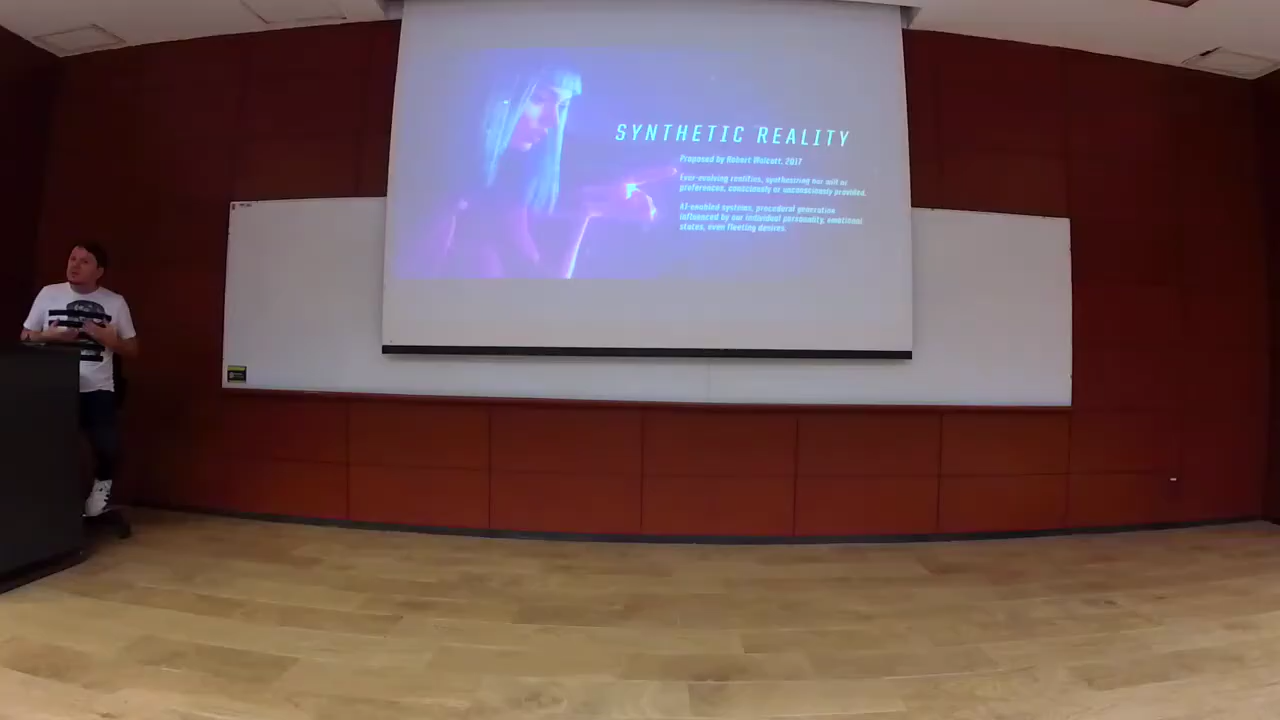 SYNTHETIC REALITY
Proposed by Robert Wolcott, 2017
Ever-evolving realities, synthesizing our will or
preferences, consciously or unconsciously provided.
AI-enabled systems, procedural generation
influenced by our individual personality, emotional
states, even fleeting desires.